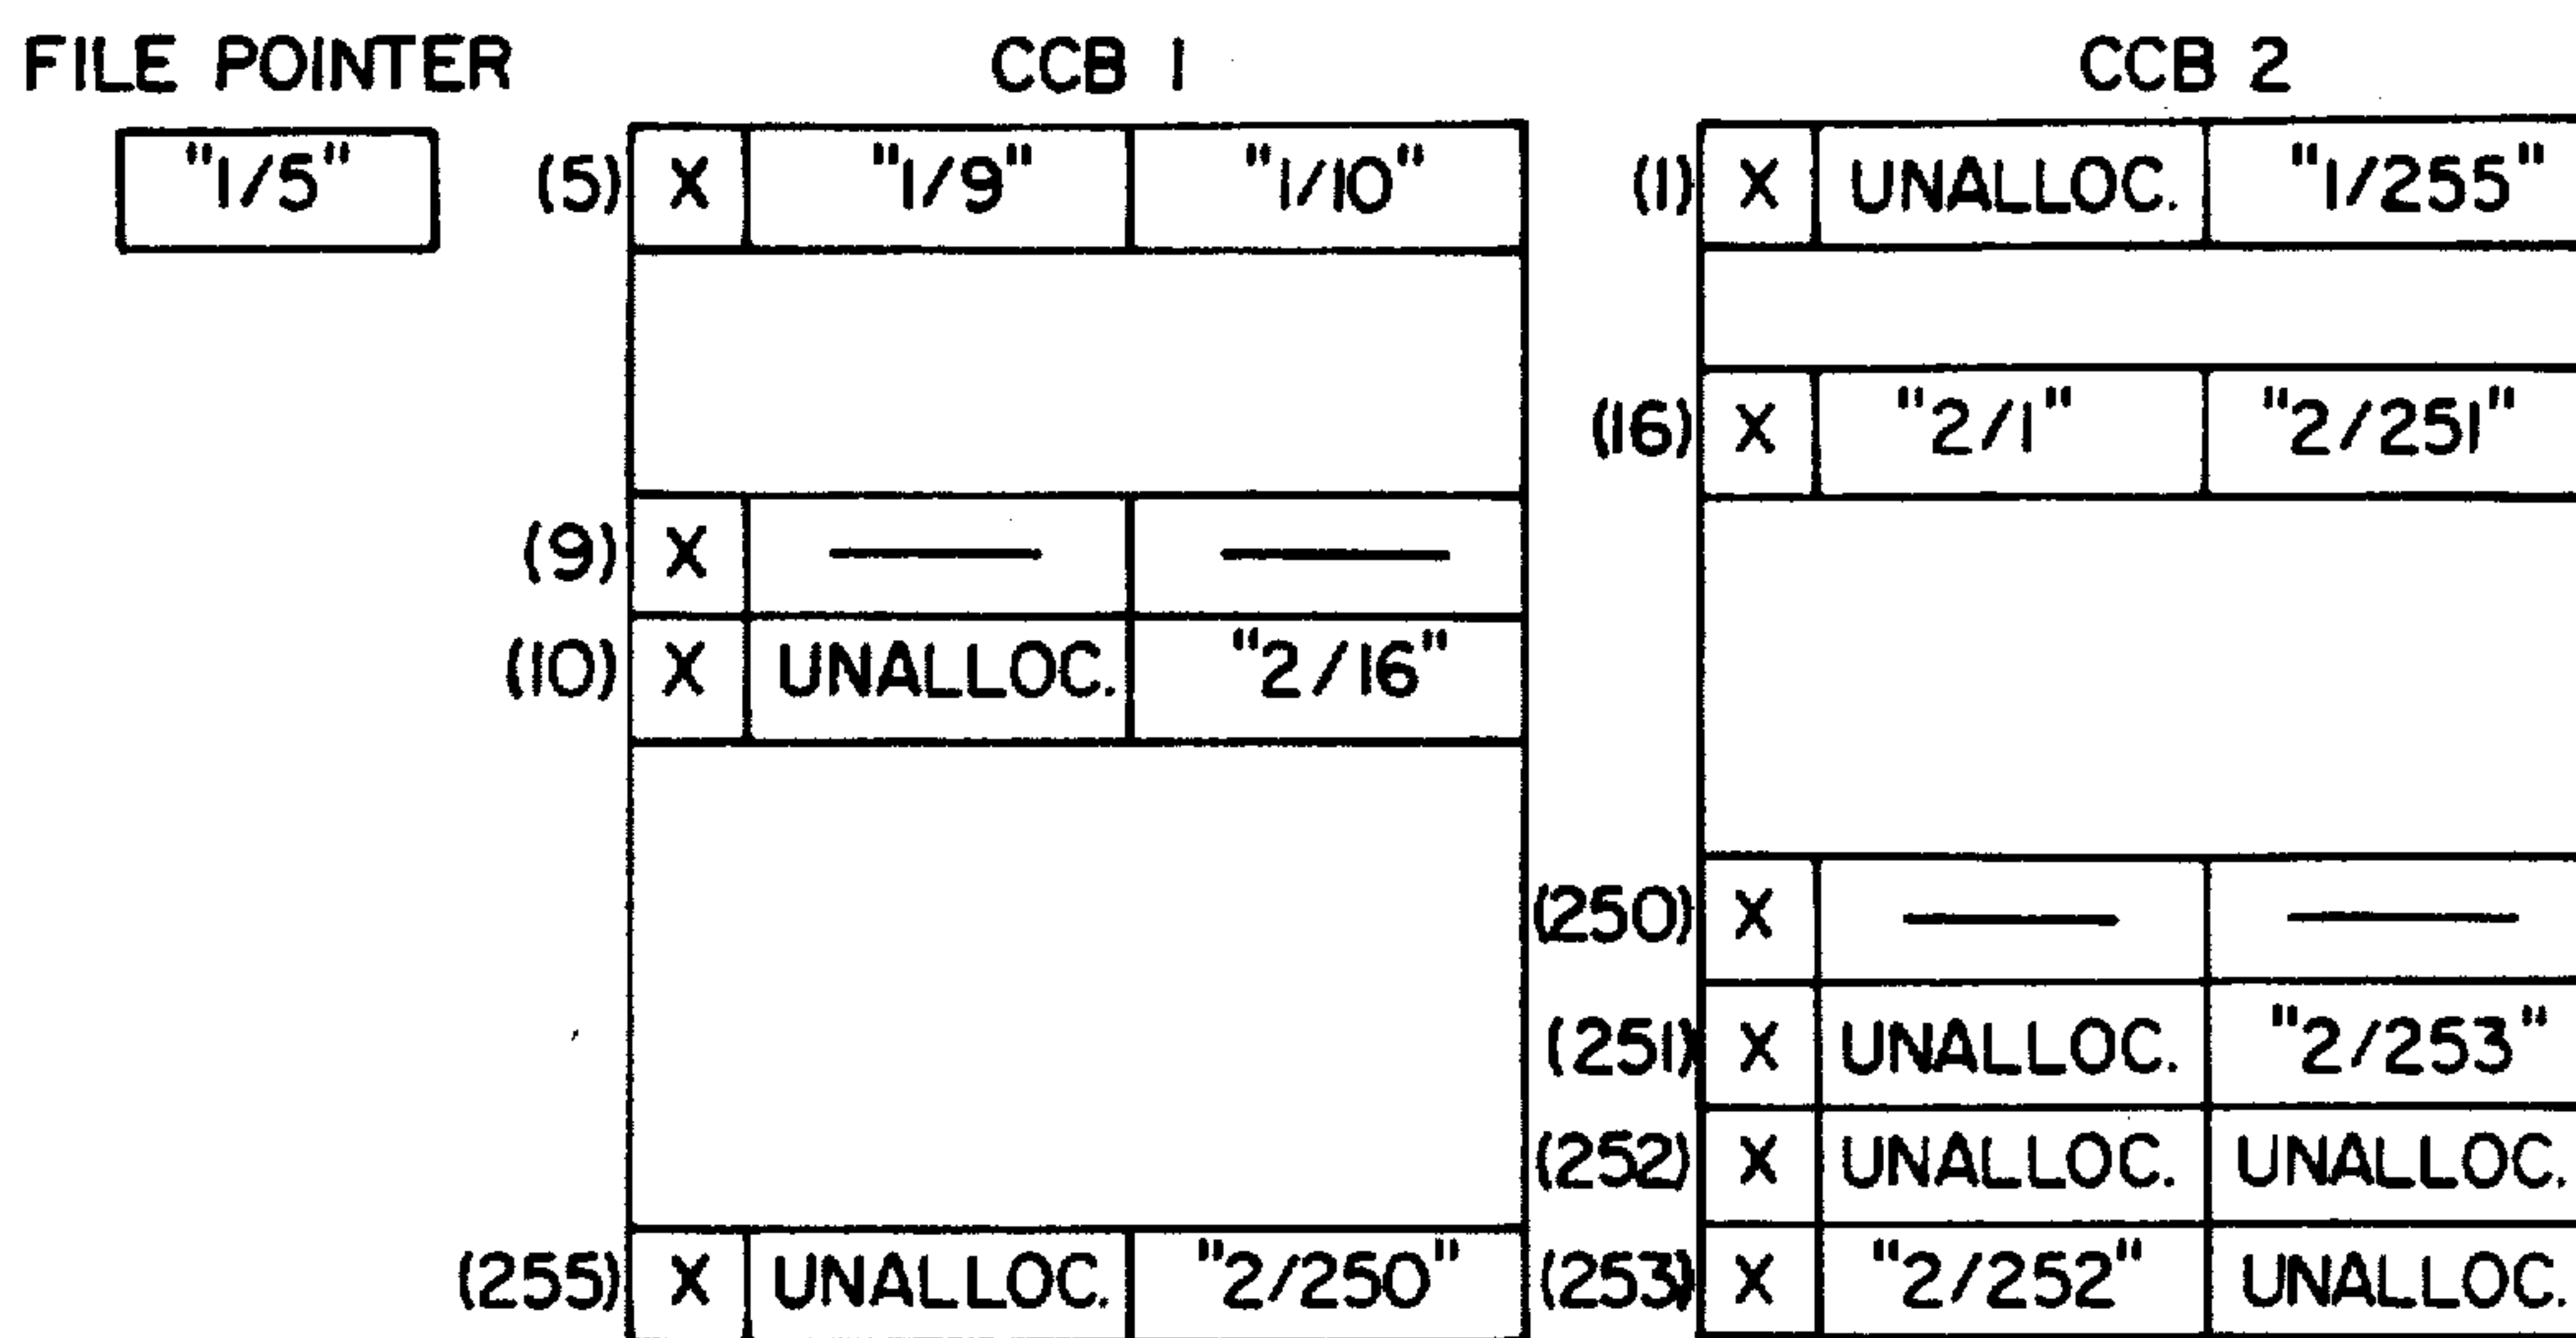 FILE POINTER
"1/5"
CCB 1
(5) X "1/9" "1/10"
(9) X — —
(10) X UNALLOC. "2/16"
(255) X UNALLOC. "2/250"
CCB 2
(1) X UNALLOC. "1/255"
(16) X "2/1" "2/251"
(250) X — —
(251) X UNALLOC. "2/253"
(252) X UNALLOC. UNALLOC.
(253) X "2/252" UNALLOC.